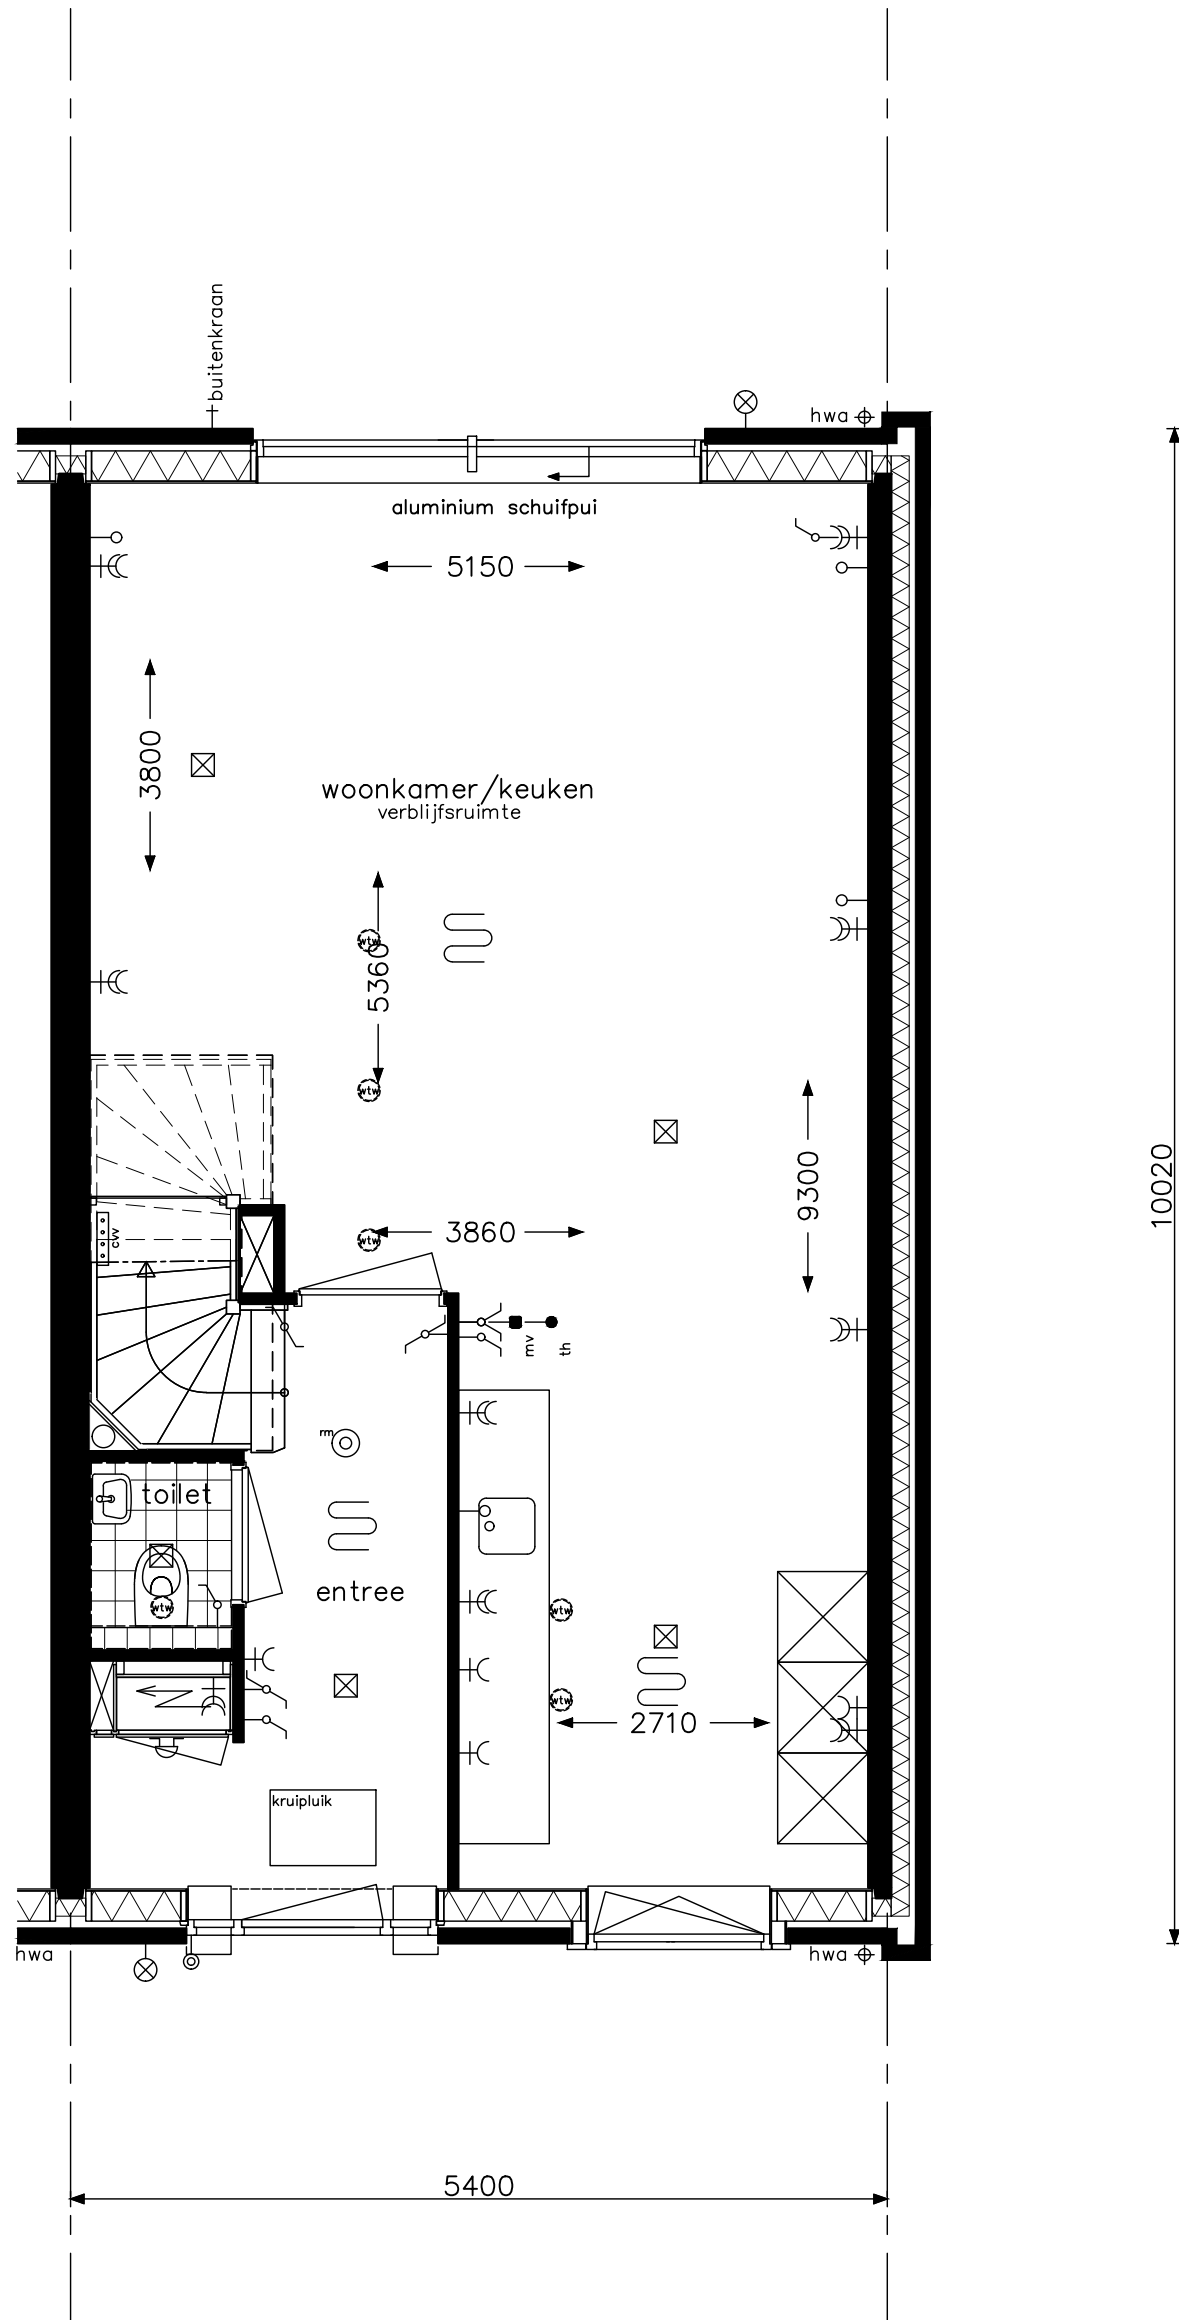 buitenkraan
hwa
aluminium schuifpui
5150
3800
woonkamer/keuken
verblijfsruimte
wtw
5360
wtw
9300
10020
cvv
wtw
3860
mv
th
rm
toilet
entree
wtw
wtw
wtw
2710
kruipluik
hwa
hwa
5400